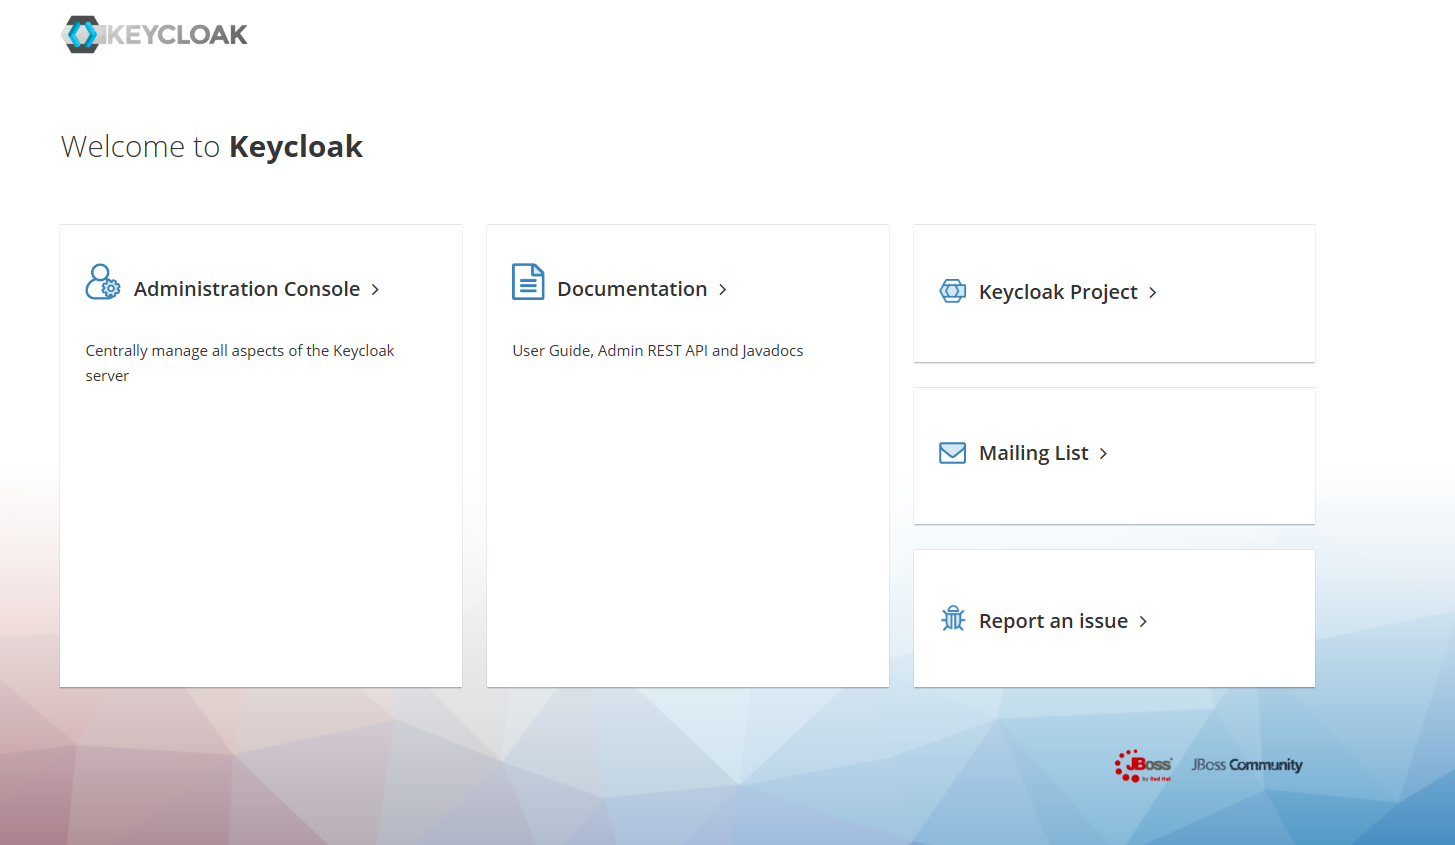 KEYCLOAK
Welcome to Keycloak
Administration Console
Centrally manage all aspects of the Keycloak
server
Documentation
User Guide, Admin REST API and Javadocs
Keycloak Project
Mailing List
Report an issue
JBoss
by Red Hat
JBoss Community